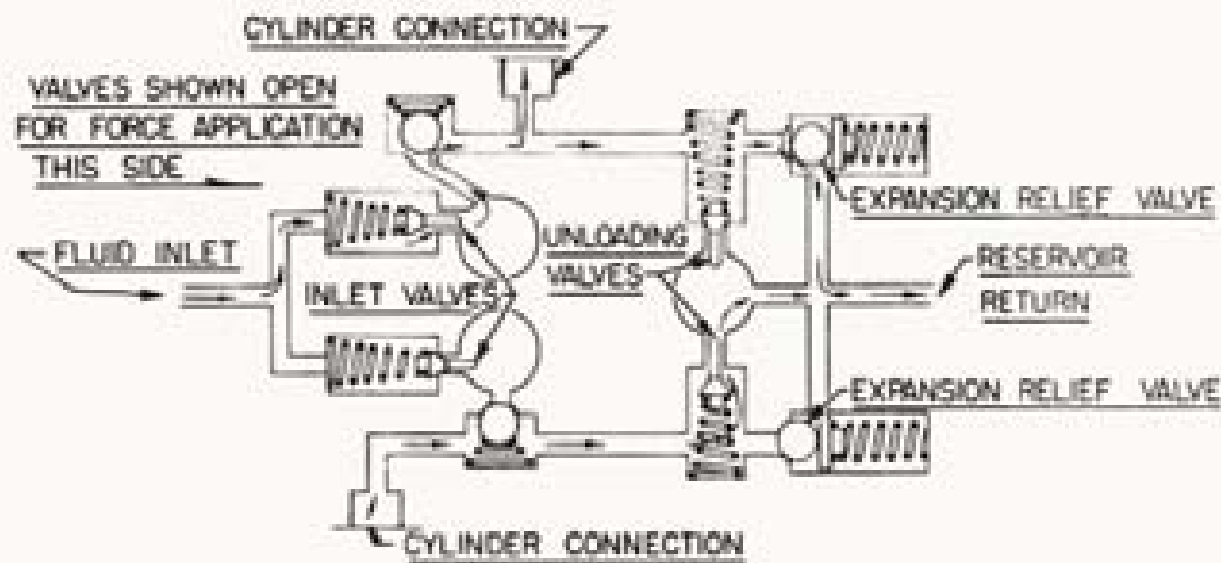 CYLINDER CONNECTION
VALVES SHOWN OPEN
FOR FORCE APPLICATION
THIS SIDE
EXPANSION RELIEF VALVE
FLUID INLET
UNLOADING
VALVES
RESERVOIR
RETURN
INLET VALVES
EXPANSION RELIEF VALVE
CYLINDER CONNECTION